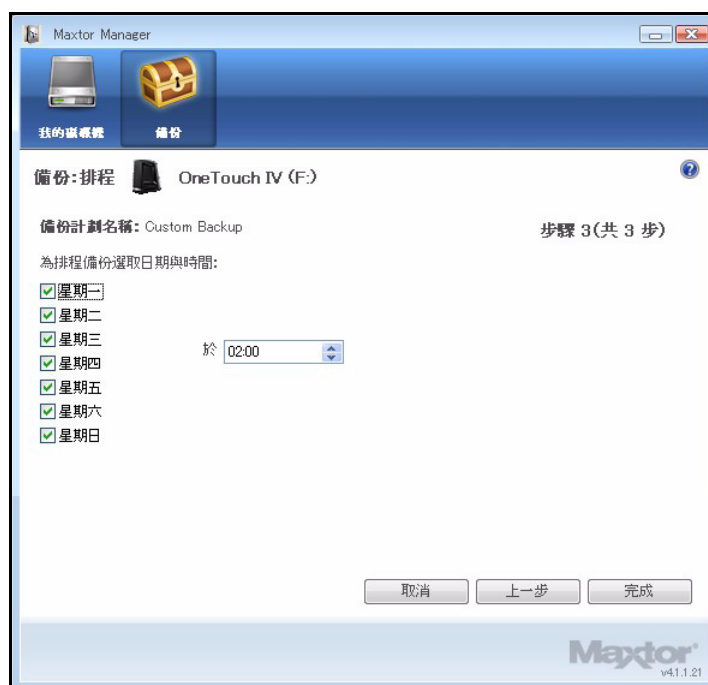 Maxtor Manager
我的磁碟機 備份
備份:排程 OneTouch IV (F:)
備份計劃名稱: Custom Backup 步驟 3(共 3 步)
為排程備份選取日期與時間:
星期一
星期二
星期三
於 02:00
星期四
星期五
星期六
星期日
取消 上一步 完成
Maxtor
v4.1.1.21